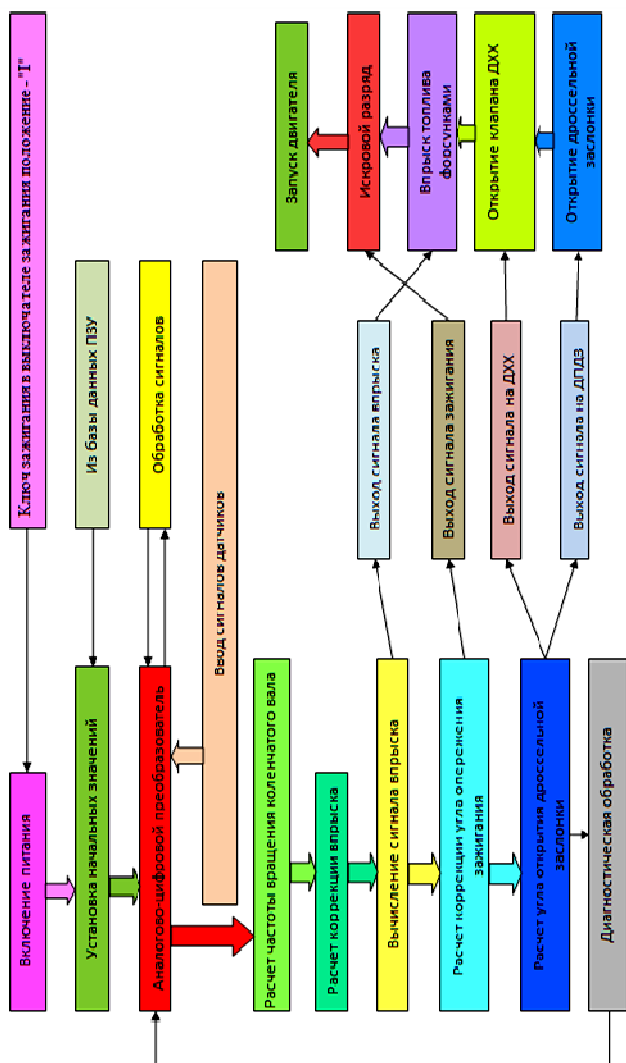 Ключ зажигания в выключателе зажигания положение – "I"
Включение питания
Из базы данных ПЗУ
Установка начальных значений
Обработка сигналов
Аналогово-цифровой преобразователь
Ввод сигналов датчиков
Расчет частоты вращения коленчатого вала
Расчет коррекции впрыска
Вычисление сигнала впрыска
Расчет коррекции угла опережения
зажигания
Расчет угла открытия дроссельной
заслонки
Диагностическая обработка
Выход сигнала впрыска
Выход сигнала зажигания
Выход сигнала на ДХХ
Выход сигнала на ДПДЗ
Запуск двигателя
Искровой разряд
Впрыск топлива
форсунками
Открытие клапана ДХХ
Открытие дроссельной
заслонки